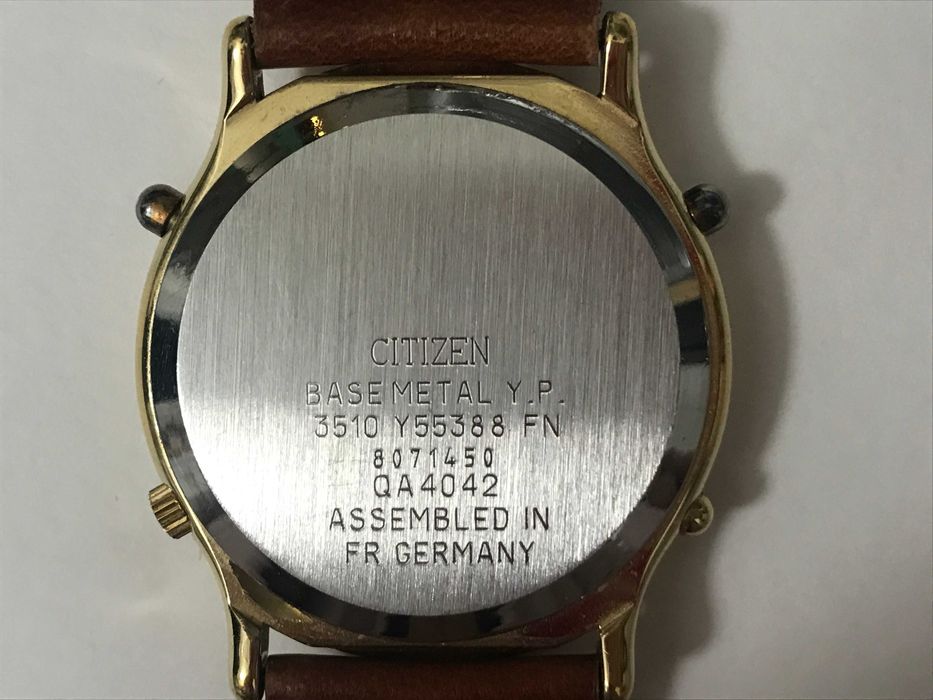 CITIZEN
BASE METAL Y.P.
3510 Y55388 FN
8071450
QA4042
ASSEMBLED IN
FR GERMANY